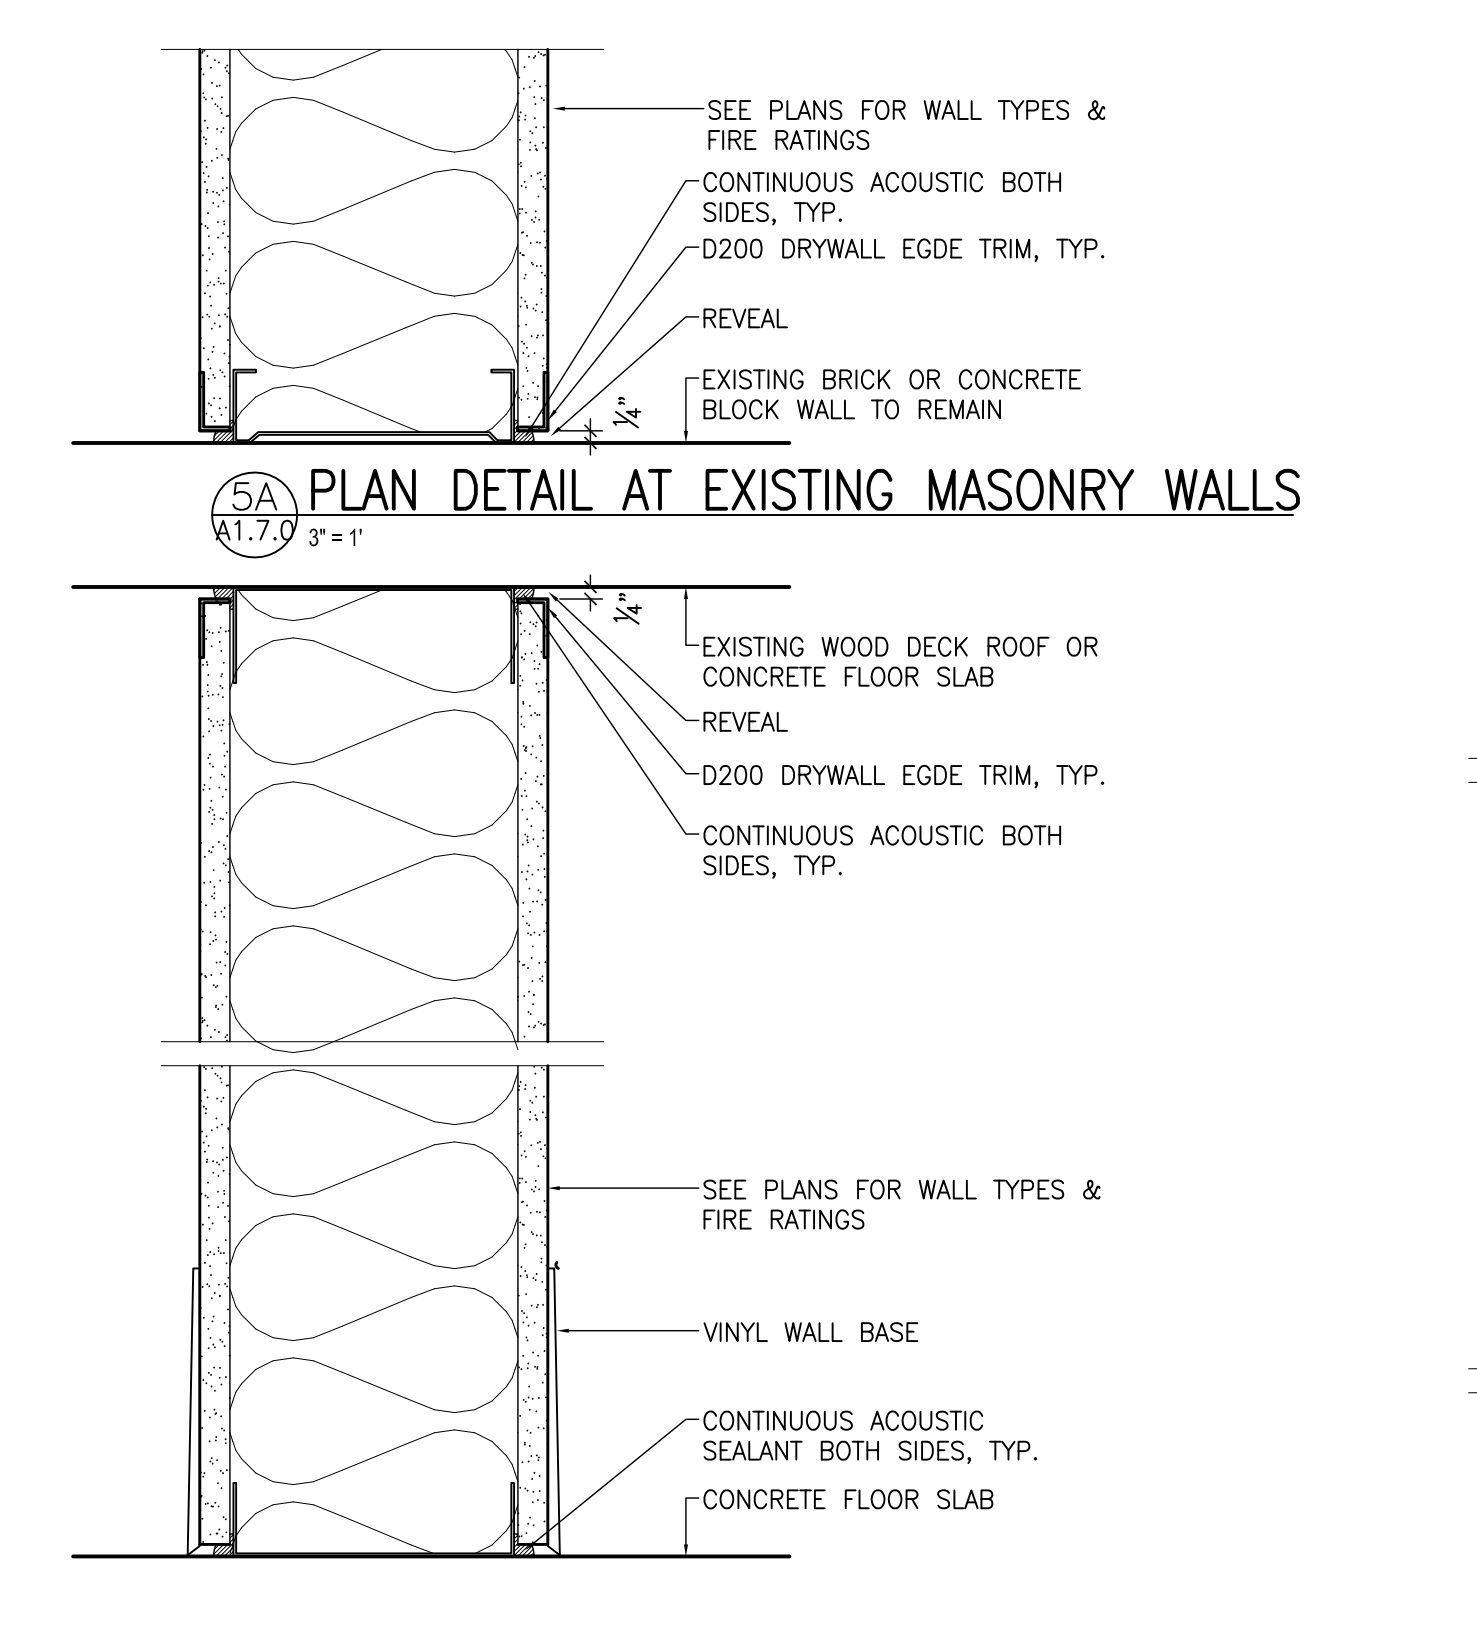 SEE PLANS FOR WALL TYPES &
FIRE RATINGS
CONTINUOUS ACOUSTIC BOTH
SIDES, TYP.
D200 DRYWALL EGDE TRIM, TYP.
REVEAL
EXISTING BRICK OR CONCRETE
BLOCK WALL TO REMAIN
1/4"
5A
A1.7.0
PLAN DETAIL AT EXISTING MASONRY WALLS
3" = 1'
1/4"
EXISTING WOOD DECK ROOF OR
CONCRETE FLOOR SLAB
REVEAL
D200 DRYWALL EGDE TRIM, TYP.
CONTINUOUS ACOUSTIC BOTH
SIDES, TYP.
SEE PLANS FOR WALL TYPES &
FIRE RATINGS
VINYL WALL BASE
CONTINUOUS ACOUSTIC
SEALANT BOTH SIDES, TYP.
CONCRETE FLOOR SLAB